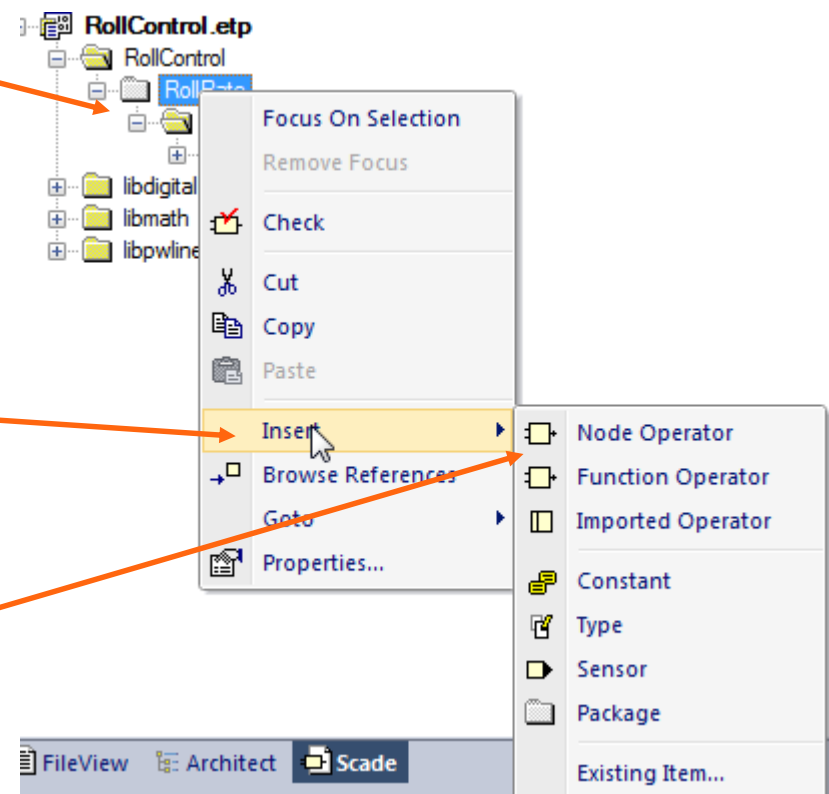 RollControl.etp
RollControl
RollRate
libdigital
libmath
libpwline
Focus On Selection
Remove Focus
Check
Cut
Copy
Paste
Insert
Browse References
Goto
Properties...
Node Operator
Function Operator
Imported Operator
Constant
Type
Sensor
Package
Existing Item...
FileView Architect Scade